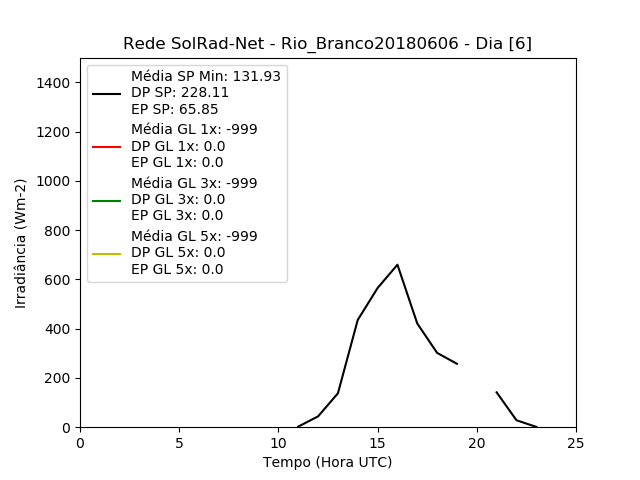 Rede SolRad-Net - Rio_Branco20180606 - Dia [6]
Média SP Min: 131.93
DP SP: 228.11
EP SP: 65.85
Média GL 1x: -999
DP GL 1x: 0.0
EP GL 1x: 0.0
Média GL 3x: -999
DP GL 3x: 0.0
EP GL 3x: 0.0
Média GL 5x: -999
DP GL 5x: 0.0
EP GL 5x: 0.0
Irradiância (Wm-2)
1400
1200
1000
800
600
400
200
0
0 5 10 15 20 25
Tempo (Hora UTC)